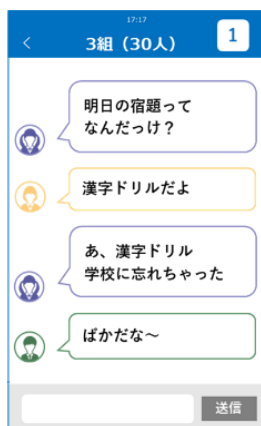 17:17
3組（30人）
1
明日の宿題って
なんだっけ？
漢字ドリルだよ
あ、漢字ドリル
学校に忘れちゃった
ばかだな～
送信